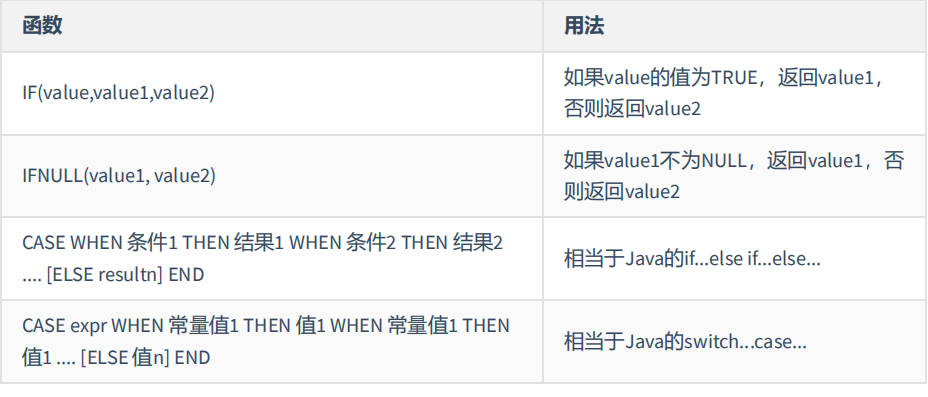 函数
用法
IF(value,value1,value2)
如果value的值为TRUE，返回value1，
否则返回value2
IFNULL(value1, value2)
如果value1不为NULL，返回value1，否
则返回value2
CASE WHEN 条件1 THEN 结果1 WHEN 条件2 THEN 结果2
.... [ELSE resultn] END
相当于Java的if...else if...else...
CASE expr WHEN 常量值1 THEN 值1 WHEN 常量值1 THEN
值1 .... [ELSE 值n] END
相当于Java的switch...case...